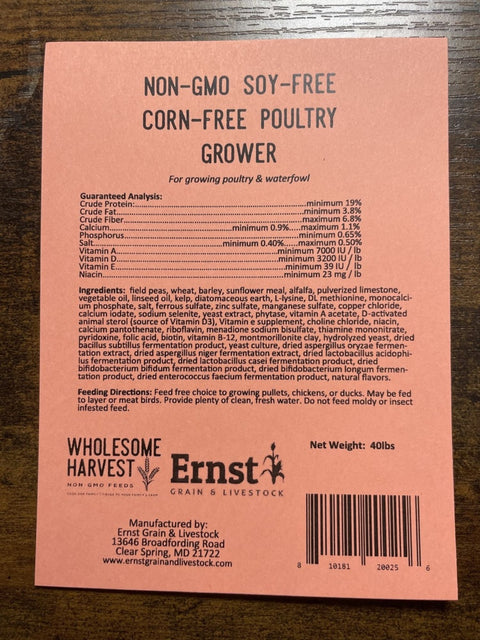 NON-GMO SOY-FREE
CORN-FREE POULTRY
GROWER
For growing poultry & waterfowl
Guaranteed Analysis:
Crude Protein:...minimum 19%
Crude Fat...minimum 3.8%
Crude Fiber...maximum 6.8%
Calcium...minimum 0.9%...maximum 1.1%
Phosphorus...minimum 0.65%
Salt...minimum 0.40%...maximum 0.50%
Vitamin A...minimum 7000 IU / lb
Vitamin D...minimum 3200 IU / lb
Vitamin E...minimum 39 IU / lb
Niacin...minimum 23 mg / lb
Ingredients: field peas, wheat, barley, sunflower meal, alfalfa, pulverized limestone,
vegetable oil, linseed oil, kelp, diatomaceous earth, L-lysine, DL methionine, monocalci-
um phosphate, salt, ferrous sulfate, zinc sulfate, manganese sulfate, copper chloride,
calcium iodate, sodium selenite, yeast extract, phytase, vitamin A acetate, D-activated
animal sterol (source of Vitamin D3), Vitamin E supplement, choline chloride, niacin,
calcium pantothenate, riboflavin, menadione sodium bisulfate, thiamine mononitrate,
pyridoxine, folic acid, biotin, vitamin B-12, montmorillonite clay, hydrolyzed yeast, dried
bacillus subtilus fermentation product, yeast culture, dried aspergillus oryzae fermen-
tation extract, dried aspergillus niger fermentation extract, dried lactobacillus acidophi-
lus fermentation product, dried lactobacillus casei fermentation product, dried
bifidobacterium bifidum fermentation product, dried bifidobacterium longum fermen-
tation product, dried enterococcus faecium fermentation product, natural flavors.
Feeding Directions: Feed free choice to growing pullets, chickens, or ducks. May be fed
to layer or meat birds. Provide plenty of clean, fresh water. Do not feed moldy or insect
infested feed.
WHOLESOME
HARVEST
NON-GMO FEEDS
Ernst
GRAIN & LIVESTOCK
Net Weight: 40lbs
Manufactured by:
Ernst Grain & Livestock
13646 Broadfording Road
Clear Spring, MD 21722
www.ernstgrainandlivestock.com
8 10181 20025 6